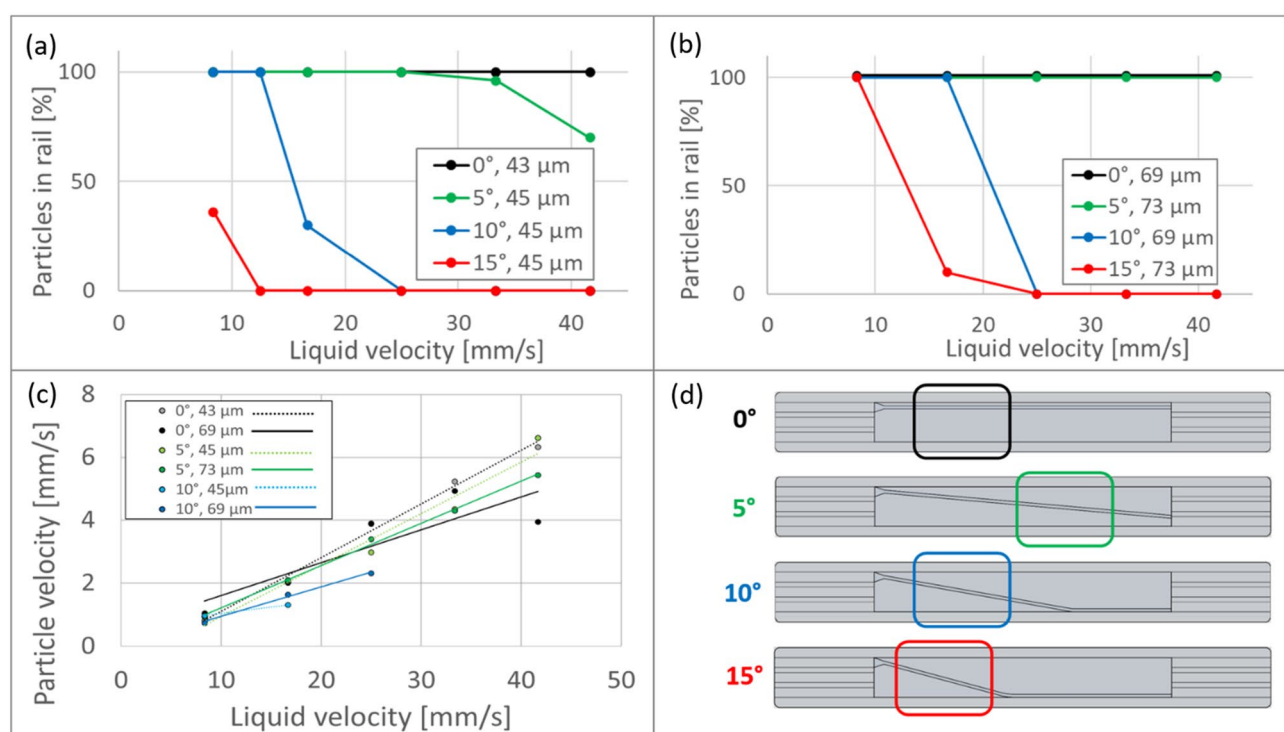 (a)
Particles in rail [%]
100
50
0
0 10 20 30 40
Liquid velocity [mm/s]
0°, 43 µm
5°, 45 µm
10°, 45 µm
15°, 45 µm
(b)
Particles in rail [%]
100
50
0
0 10 20 30 40
Liquid velocity [mm/s]
0°, 69 µm
5°, 73 µm
10°, 69 µm
15°, 73 µm
(c)
Particle velocity [mm/s]
8
6
4
2
0
0 10 20 30 40 50
Liquid velocity [mm/s]
0°, 43 µm
0°, 69 µm
5°, 45 µm
5°, 73 µm
10°, 45µm
10°, 69 µm
(d)
0°
5°
10°
15°